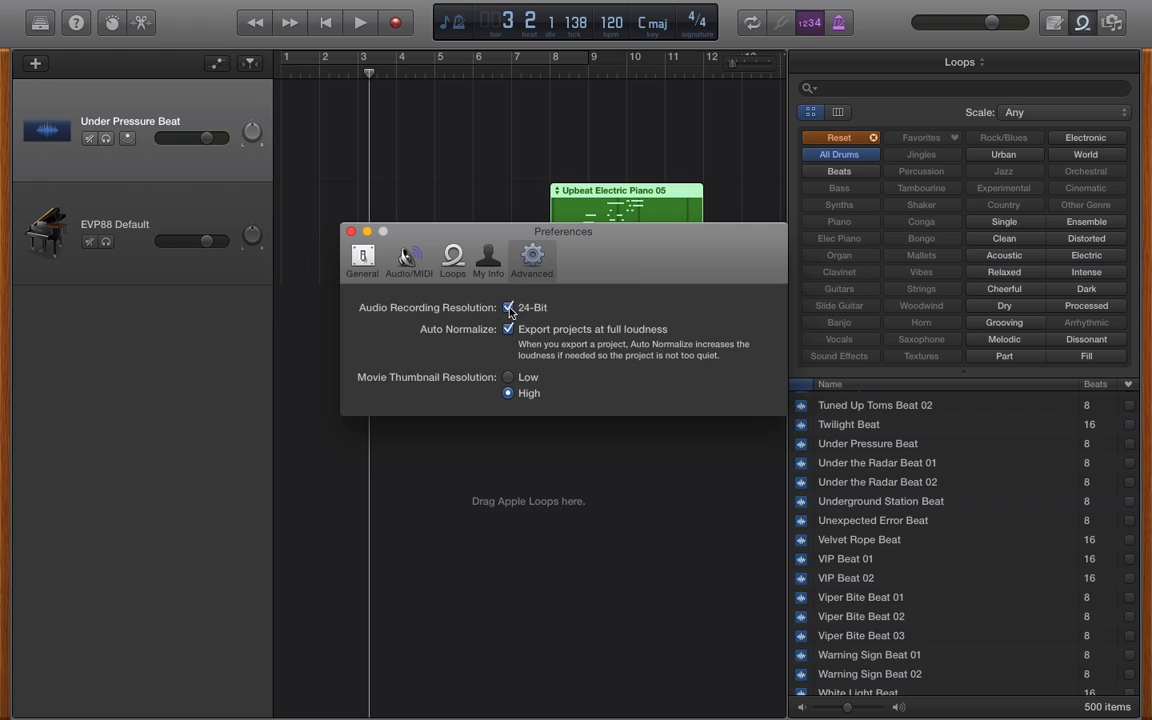 3 2 1 138 120 C maj 4/4
bar beat div tick bpm key signature
1234
1 2 3 4 5 6 7 8 9 10 11 12
Loops
Scale: Any
Under Pressure Beat
L R
EVP88 Default
L R
Upbeat Electric Piano 05
Drag Apple Loops here.
Preferences
General Audio/MIDI Loops My Info Advanced
Audio Recording Resolution: 24-Bit
Auto Normalize: Export projects at full loudness
When you export a project, Auto Normalize increases the
loudness if needed so the project is not too quiet.
Movie Thumbnail Resolution: Low
High
Reset Favorites Rock/Blues Electronic
All Drums Jingles Urban World
Beats Percussion Jazz Orchestral
Bass Tambourine Experimental Cinematic
Synths Shaker Country Other Genre
Piano Conga Single Ensemble
Elec Piano Bongo Clean Distorted
Organ Mallets Acoustic Electric
Clavinet Vibes Relaxed Intense
Guitars Strings Cheerful Dark
Slide Guitar Woodwind Dry Processed
Banjo Horn Grooving Arrhythmic
Vocals Saxophone Melodic Dissonant
Sound Effects Textures Part Fill
Name Beats
Tuned Up Toms Beat 02 8
Twilight Beat 16
Under Pressure Beat 8
Under the Radar Beat 01 8
Under the Radar Beat 02 8
Underground Station Beat 8
Unexpected Error Beat 8
Velvet Rope Beat 16
VIP Beat 01 16
VIP Beat 02 16
Viper Bite Beat 01 8
Viper Bite Beat 02 8
Viper Bite Beat 03 8
Warning Sign Beat 01 8
Warning Sign Beat 02 8
White Light Beat 16
500 items